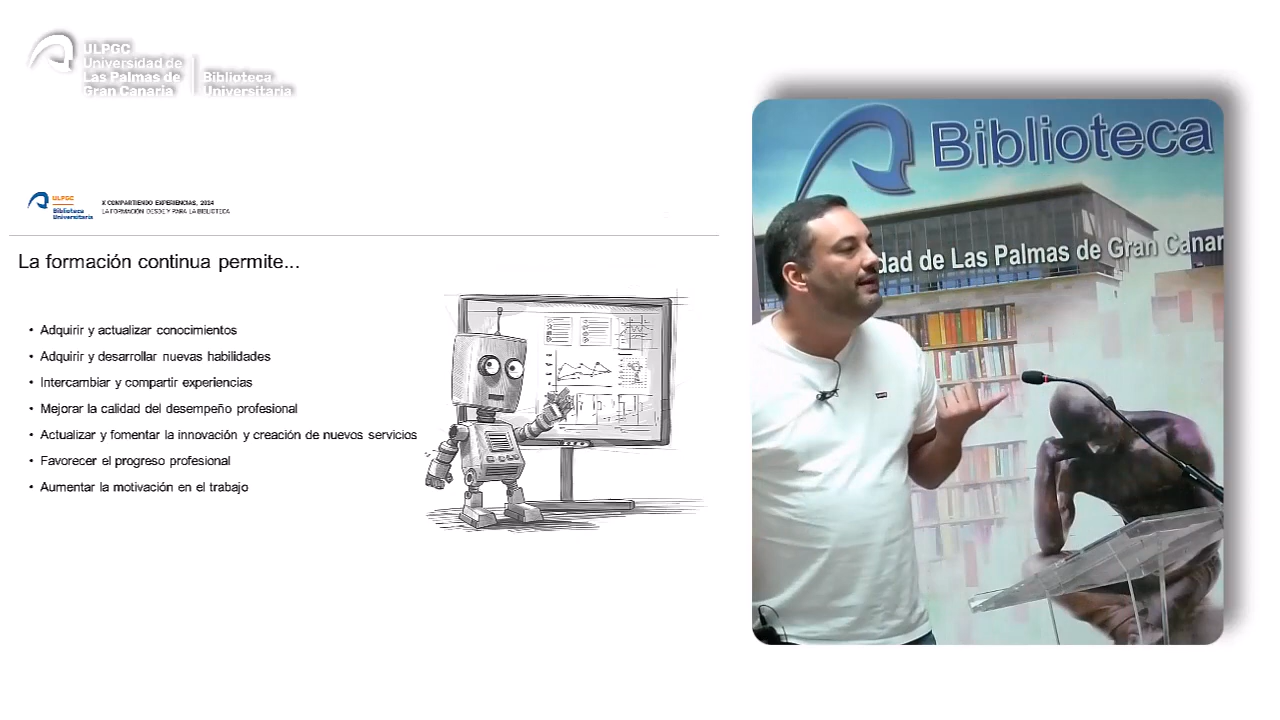 ULPGC
Universidad de
Las Palmas de
Gran Canaria
Biblioteca
Universitaria
ULPGC
Biblioteca
Universitaria
X COMPARTIENDO EXPERIENCIAS, 2024
LA FORMACIÓN DESDE Y PARA LA BIBLIOTECA
La formación continua permite...
• Adquirir y actualizar conocimientos
• Adquirir y desarrollar nuevas habilidades
• Intercambiar y compartir experiencias
• Mejorar la calidad del desempeño profesional
• Actualizar y fomentar la innovación y creación de nuevos servicios
• Favorecer el progreso profesional
• Aumentar la motivación en el trabajo
Biblioteca
dad de Las Palmas de Gran Canar